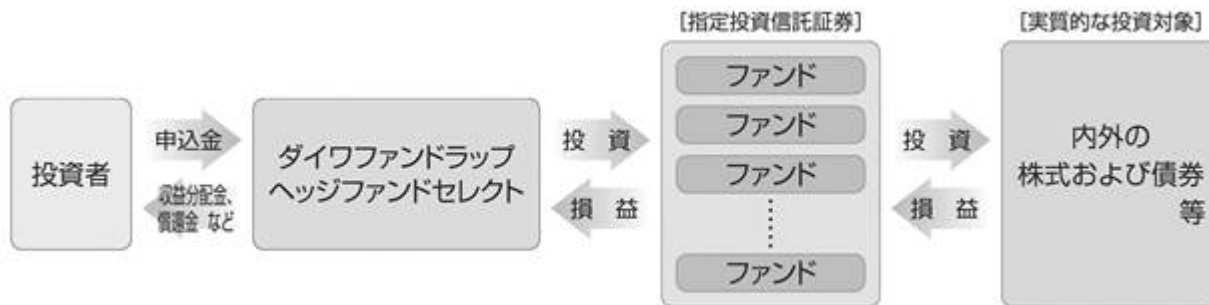 [指定投資信託証券]
[実質的な投資対象]
投資者
申込金
収益分配金、
償還金 など
ダイワファンドラップ
ヘッジファンドセレクト
投 資
損 益
ファンド
ファンド
ファンド
ファンド
投 資
損 益
内外の
株式および債券
等